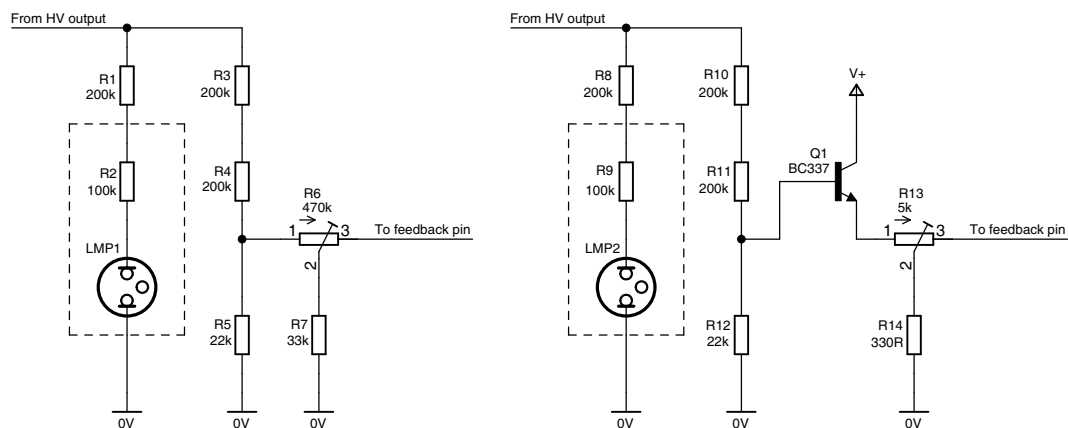 From HV output
R1
200k
R3
200k
R2
100k
R4
200k
R6
470k
1
3
To feedback pin
LMP1
2
R5
22k
R7
33k
0V
0V
0V
From HV output
R8
200k
R10
200k
V+
R9
100k
R11
200k
Q1
BC337
R13
5k
1
3
To feedback pin
LMP2
2
R12
22k
R14
330R
0V
0V
0V